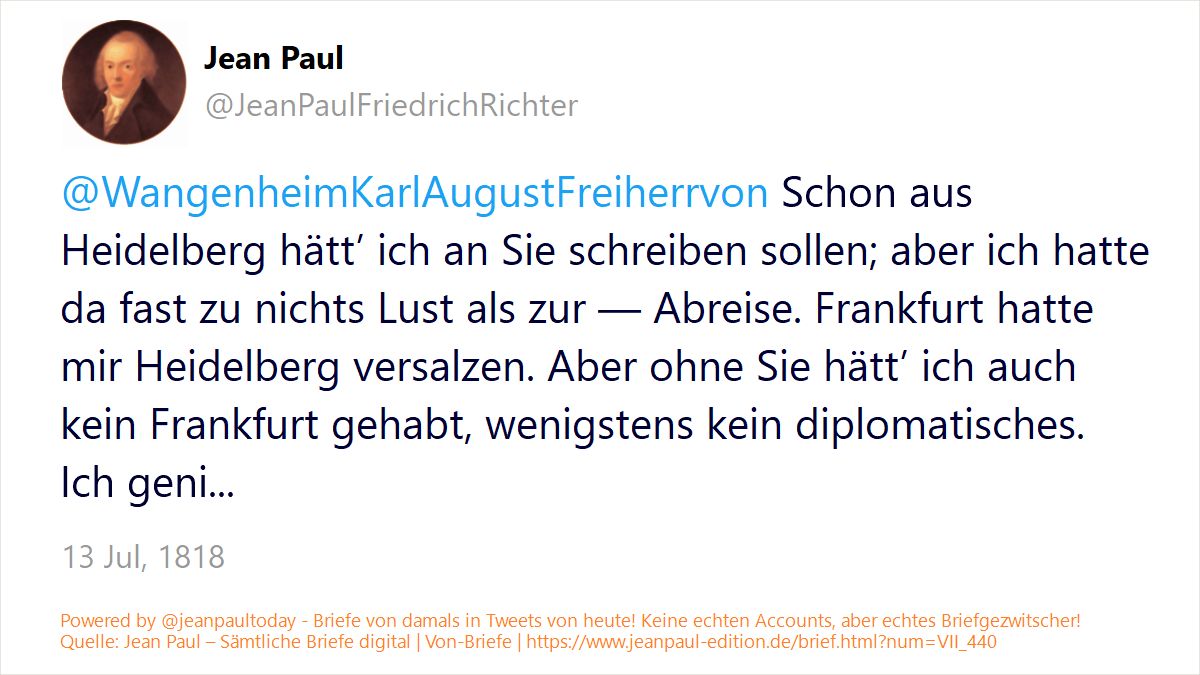 Jean Paul
@JeanPaulFriedrichRichter
@WangenheimKarlAugustFreiherrvon Schon aus
Heidelberg hätt’ ich an Sie schreiben sollen; aber ich hatte
da fast zu nichts Lust als zur — Abreise. Frankfurt hatte
mir Heidelberg versalzen. Aber ohne Sie hätt’ ich auch
kein Frankfurt gehabt, wenigstens kein diplomatisches.
Ich geni...
13 Jul, 1818
Powered by @jeanpaultoday - Briefe von damals in Tweets von heute! Keine echten Accounts, aber echtes Briefgezwitscher!
Quelle: Jean Paul – Sämtliche Briefe digital | Von-Briefe | https://www.jeanpaul-edition.de/brief.html?num=VII_440